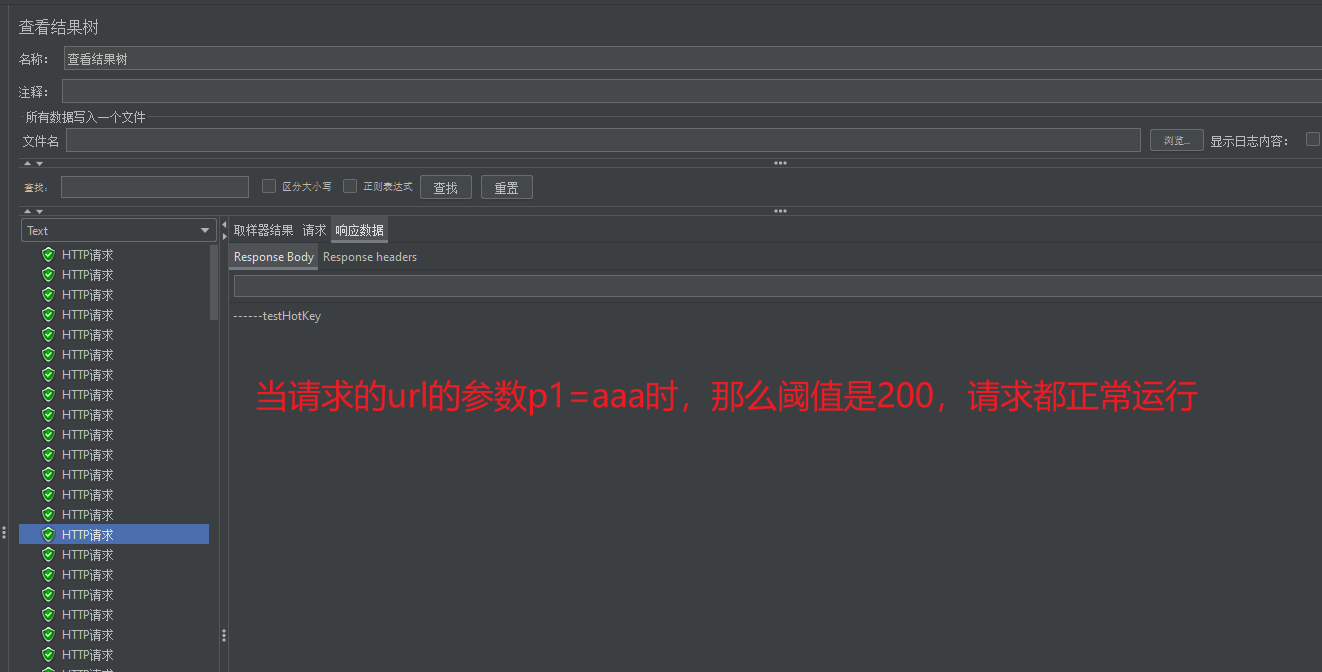 查看结果树
名称： 查看结果树
注释：
所有数据写入一个文件
文件名 浏览... 显示日志内容：
查找： 区分大小写 正则表达式 查找 重置
Text 取样器结果 请求 响应数据
HTTP请求 Response Body Response headers
HTTP请求
HTTP请求
HTTP请求 ------testHotKey
HTTP请求
HTTP请求
HTTP请求
HTTP请求 当请求的url的参数p1=aaa时，那么阈值是200，请求都正常运行
HTTP请求
HTTP请求
HTTP请求
HTTP请求
HTTP请求
HTTP请求
HTTP请求
HTTP请求
HTTP请求
HTTP请求
HTTP请求
HTTP请求
HTTP请求